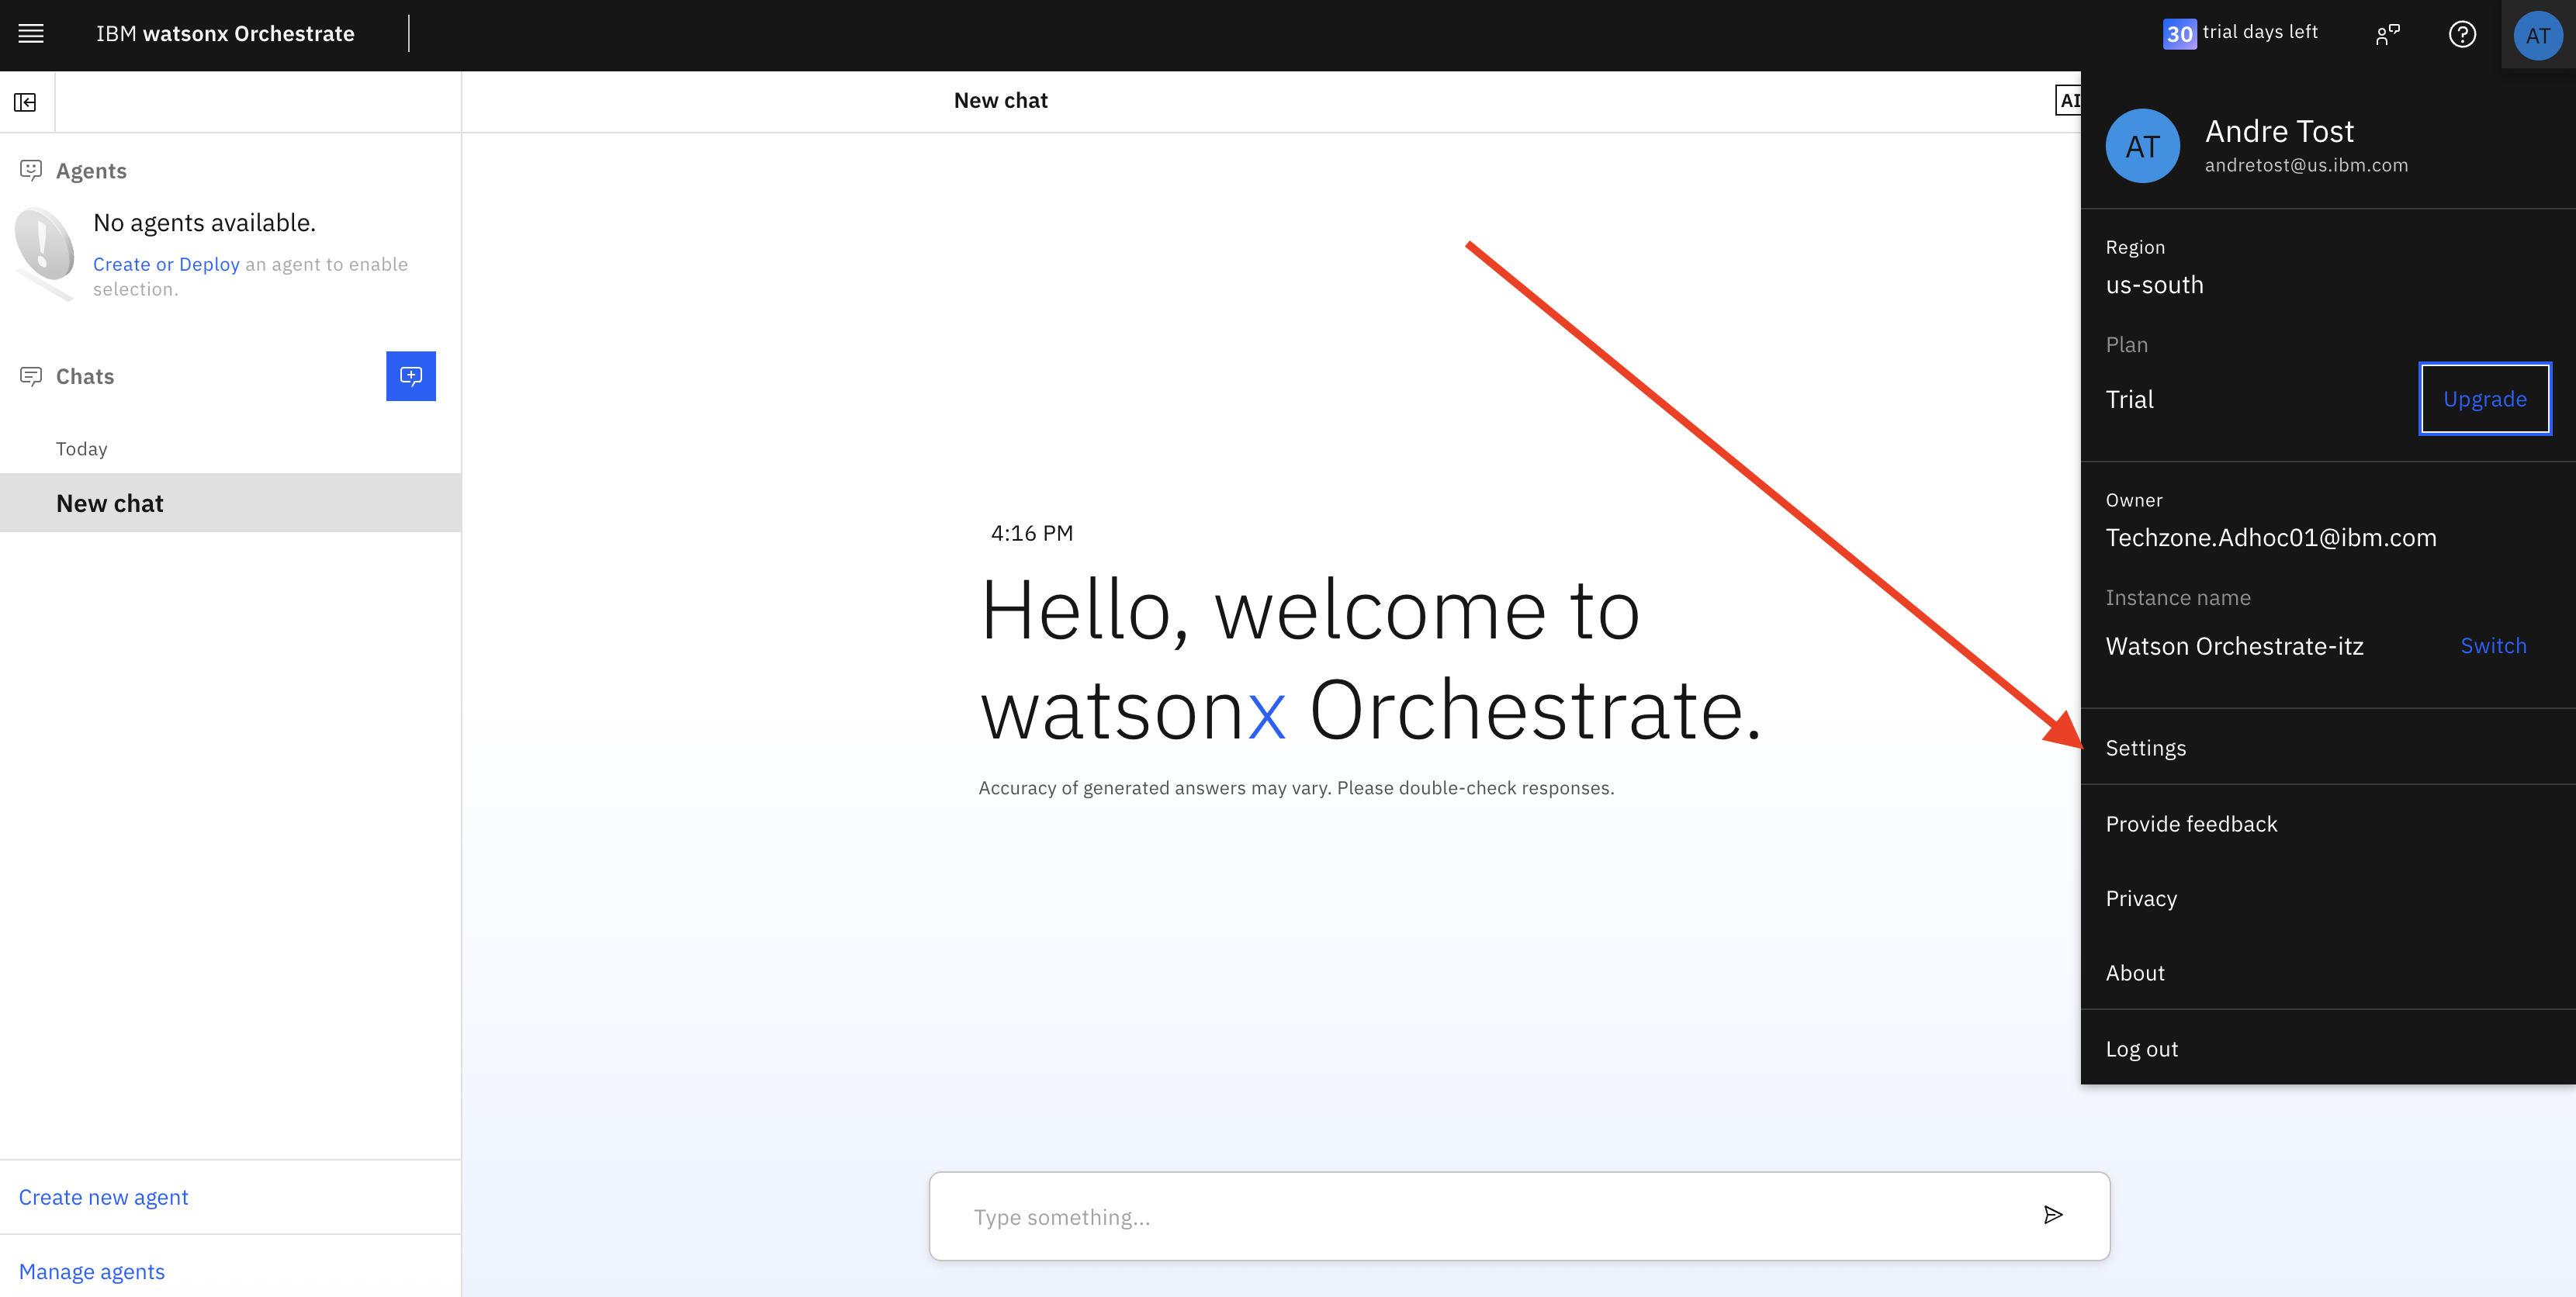 IBM watsonx Orchestrate
30 trial days left
AT
New chat
AI
Agents
No agents available.
Create or Deploy an agent to enable
selection.
Chats
Today
New chat
Create new agent
Manage agents
4:16 PM
Hello, welcome to
watsonx Orchestrate.
Accuracy of generated answers may vary. Please double-check responses.
Type something...
AT
Andre Tost
andretost@us.ibm.com
Region
us-south
Plan
Trial
Upgrade
Owner
Techzone.Adhoc01@ibm.com
Instance name
Watson Orchestrate-itz
Switch
Settings
Provide feedback
Privacy
About
Log out